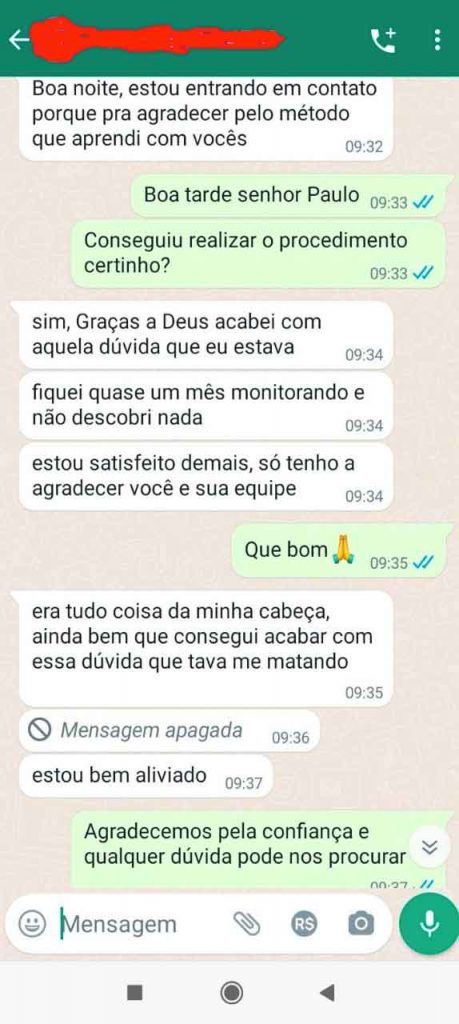 Boa noite, estou entrando em contato
porque pra agradecer pelo método
que aprendi com vocês
09:32
Boa tarde senhor Paulo
09:33
Conseguiu realizar o procedimento
certinho?
09:33
sim, Graças a Deus acabei com
aquela dúvida que eu estava
09:34
fiquei quase um mês monitorando e
não descobri nada
09:34
estou satisfeito demais, só tenho a
agradecer você e sua equipe
09:34
Que bom🙏
09:35
era tudo coisa da minha cabeça,
ainda bem que consegui acabar com
essa dúvida que tava me matando
09:35
Mensagem apagada
09:36
estou bem aliviado
09:37
Agradecemos pela confiança e
qualquer dúvida pode nos procurar
09:37
Mensagem
R$